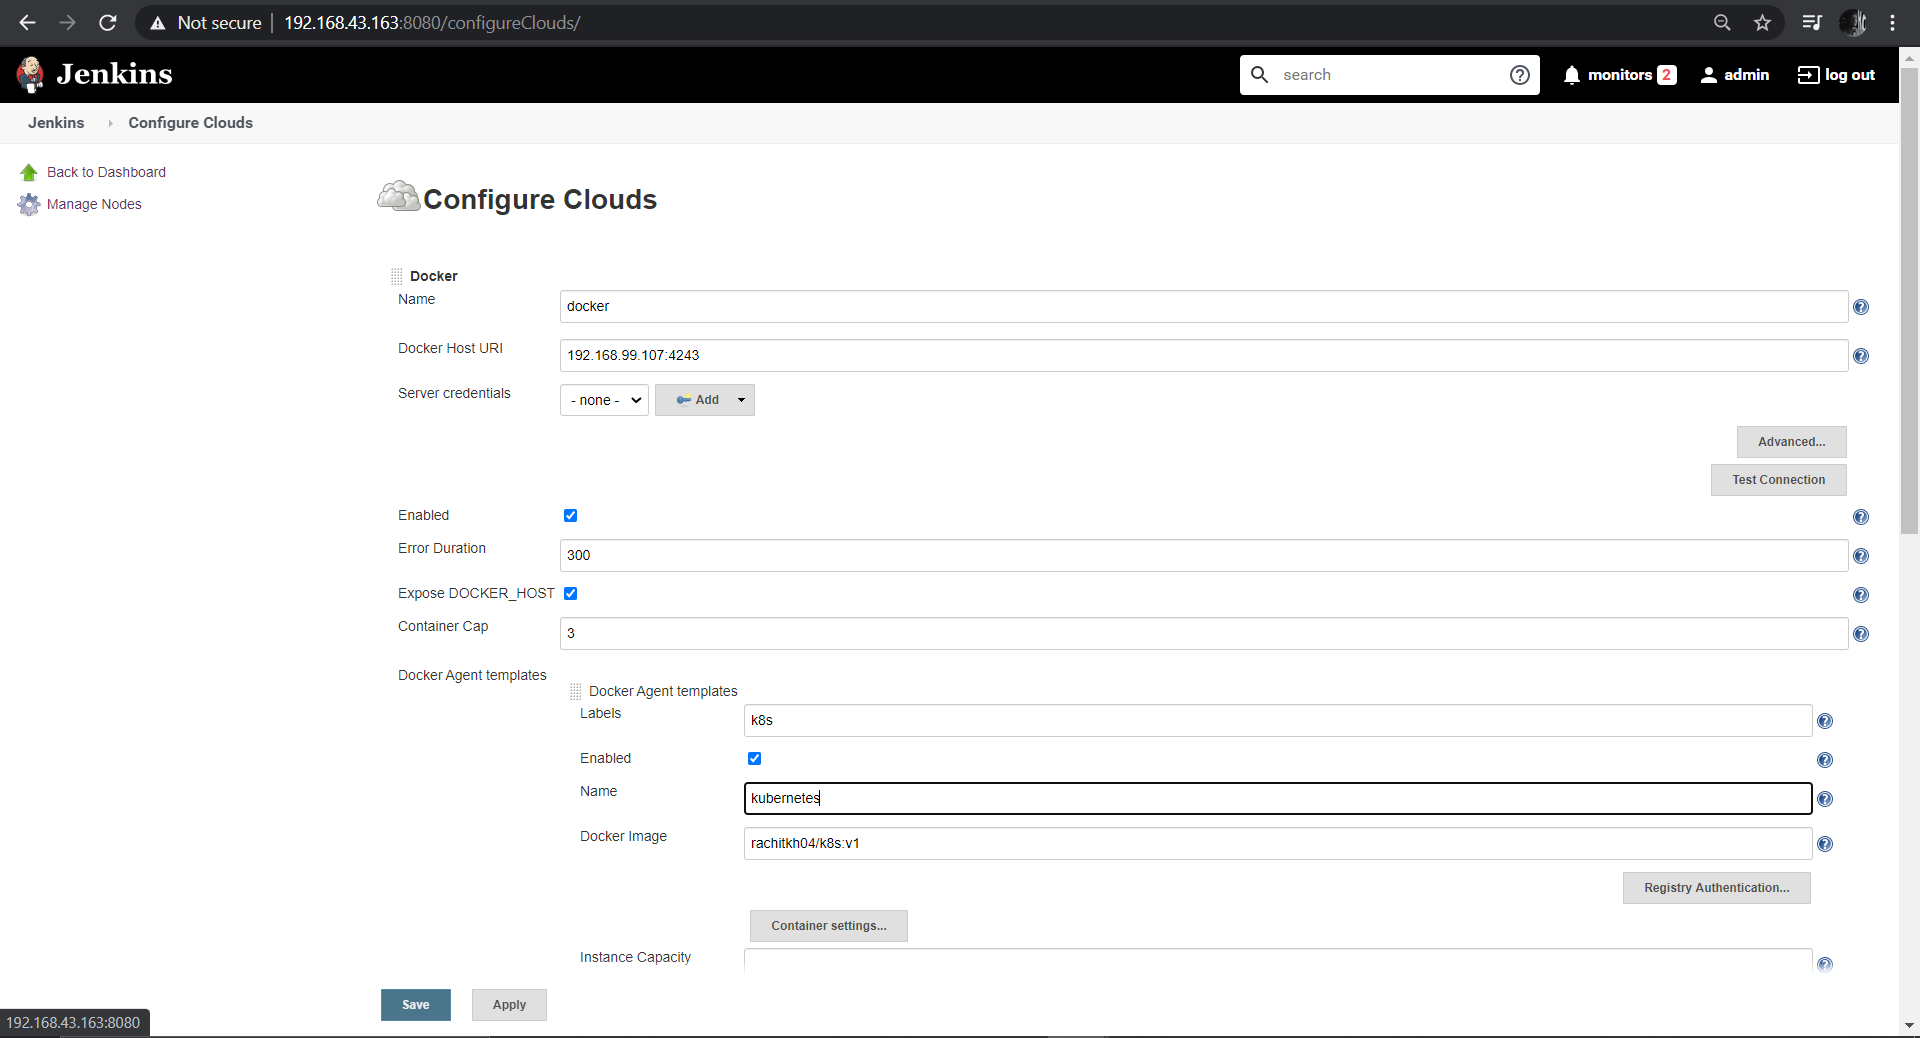 Not secure 192.168.43.163:8080/configureClouds/
Jenkins
search
monitors 2
admin
log out
Jenkins Configure Clouds
Back to Dashboard
Manage Nodes
Configure Clouds
Docker
Name
docker
Docker Host URI
192.168.99.107:4243
Server credentials
- none -
Add
Advanced...
Test Connection
Enabled
Error Duration
300
Expose DOCKER_HOST
Container Cap
3
Docker Agent templates
Docker Agent templates
Labels
k8s
Enabled
Name
kubernetes
Docker Image
rachitkh04/k8s:v1
Registry Authentication...
Container settings...
Instance Capacity
Save
Apply
192.168.43.163:8080